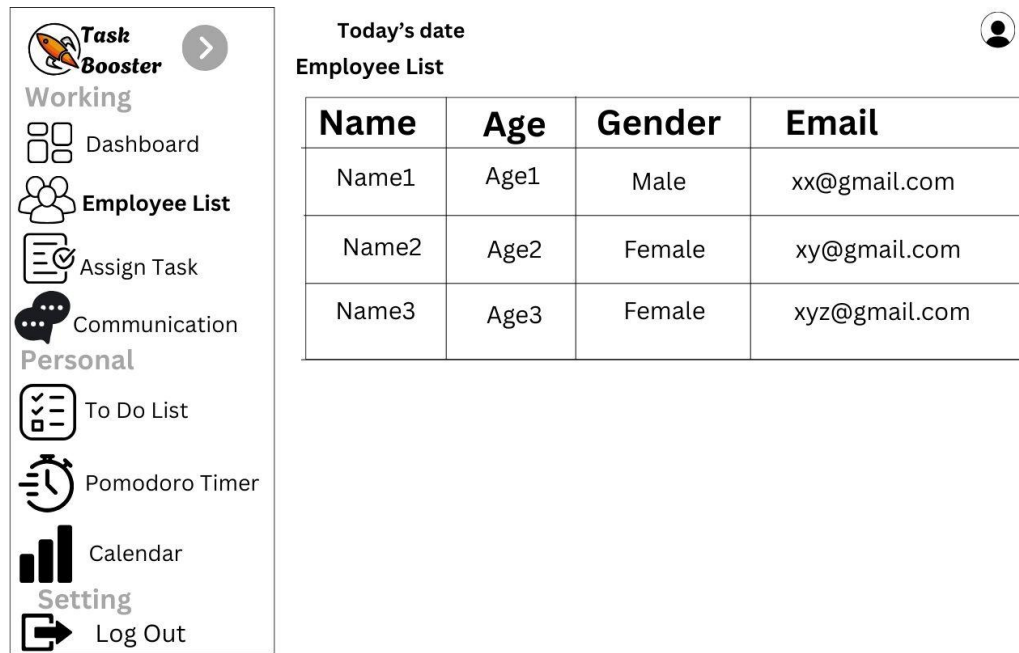 Task
Booster
Working
Dashboard
Employee List
Assign Task
Communication
Personal
To Do List
Pomodoro Timer
Calendar
Setting
Log Out
Today's date
Employee List
Name Age Gender Email
Name1 Age1 Male xx@gmail.com
Name2 Age2 Female xy@gmail.com
Name3 Age3 Female xyz@gmail.com